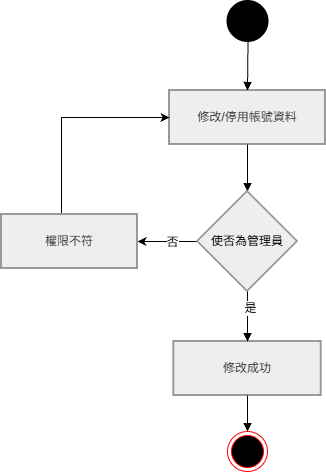 修改/停用帳號資料
使否為管理員
否
權限不符
是
修改成功